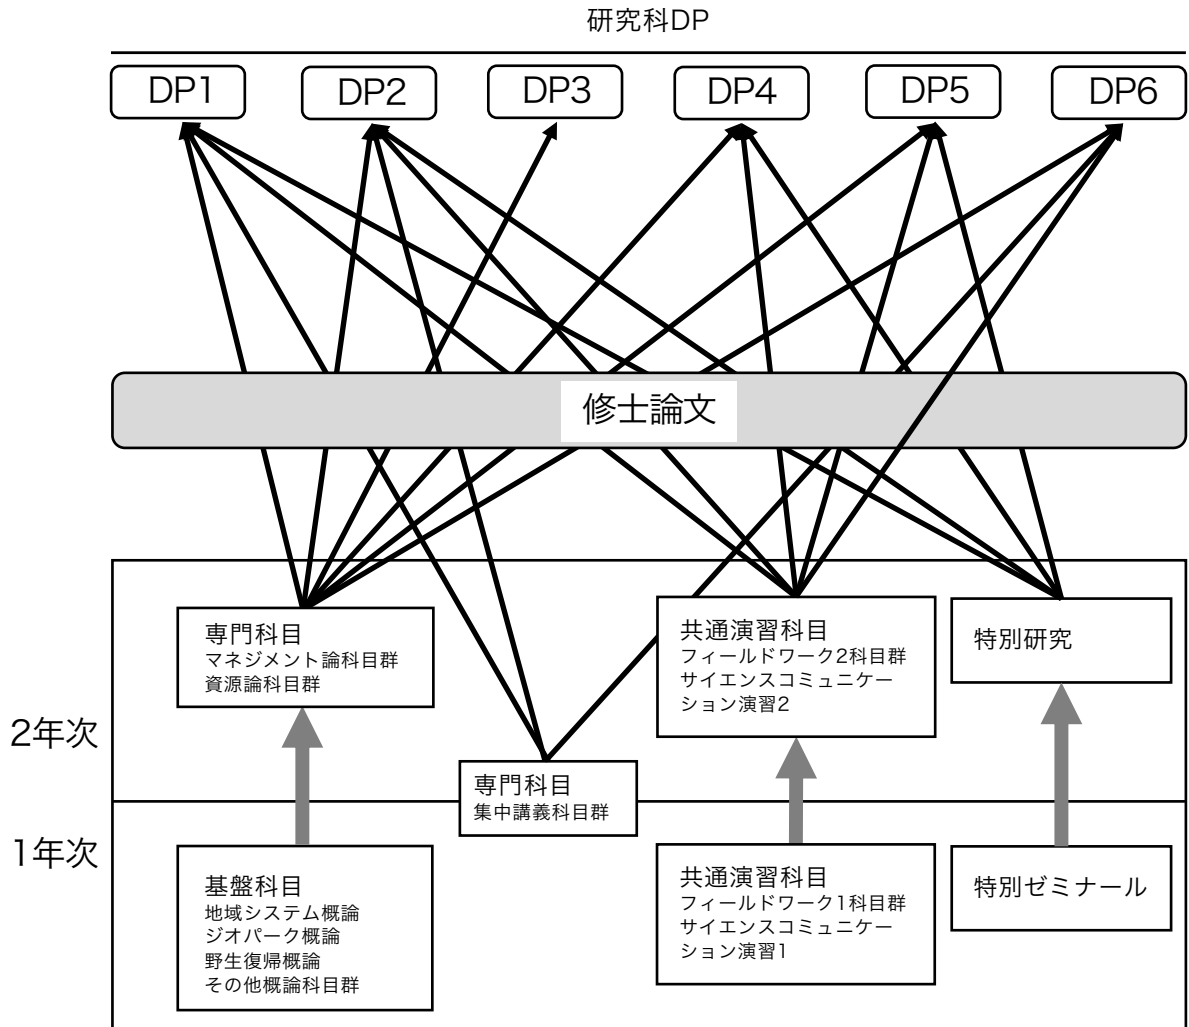 研究科DP
DP1
DP2
DP3
DP4
DP5
DP6
修士論文
専門科目
マネジメント論科目群
資源論科目群
共通演習科目
フィールドワーク2科目群
サイエンスコミュニケー
ション演習2
特別研究
2年次
専門科目
集中講義科目群
1年次
基盤科目
地域システム概論
ジオパーク概論
野生復帰概論
その他概論科目群
共通演習科目
フィールドワーク1科目群
サイエンスコミュニケー
ション演習1
特別ゼミナール